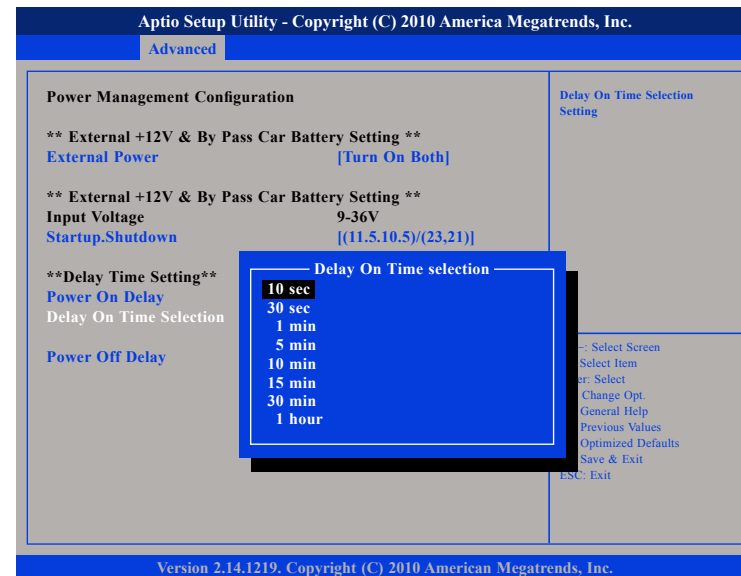 Aptio Setup Utility - Copyright (C) 2010 America Megatrends, Inc.
Advanced
Power Management Configuration
** External +12V & By Pass Car Battery Setting **
External Power [Turn On Both]
** External +12V & By Pass Car Battery Setting **
Input Voltage 9-36V
Startup.Shutdown [(11.5.10.5)/(23,21)]
**Delay Time Setting**
Power On Delay
Delay On Time Selection
Power Off Delay
Delay On Time selection
10 sec
30 sec
1 min
5 min
10 min
15 min
30 min
1 hour
Delay On Time Selection
Setting
: Select Screen
Select Item
: Select
Change Opt.
General Help
Previous Values
Optimized Defaults
Save & Exit
ESC: Exit
Version 2.14.1219. Copyright (C) 2010 American Megatrends, Inc.